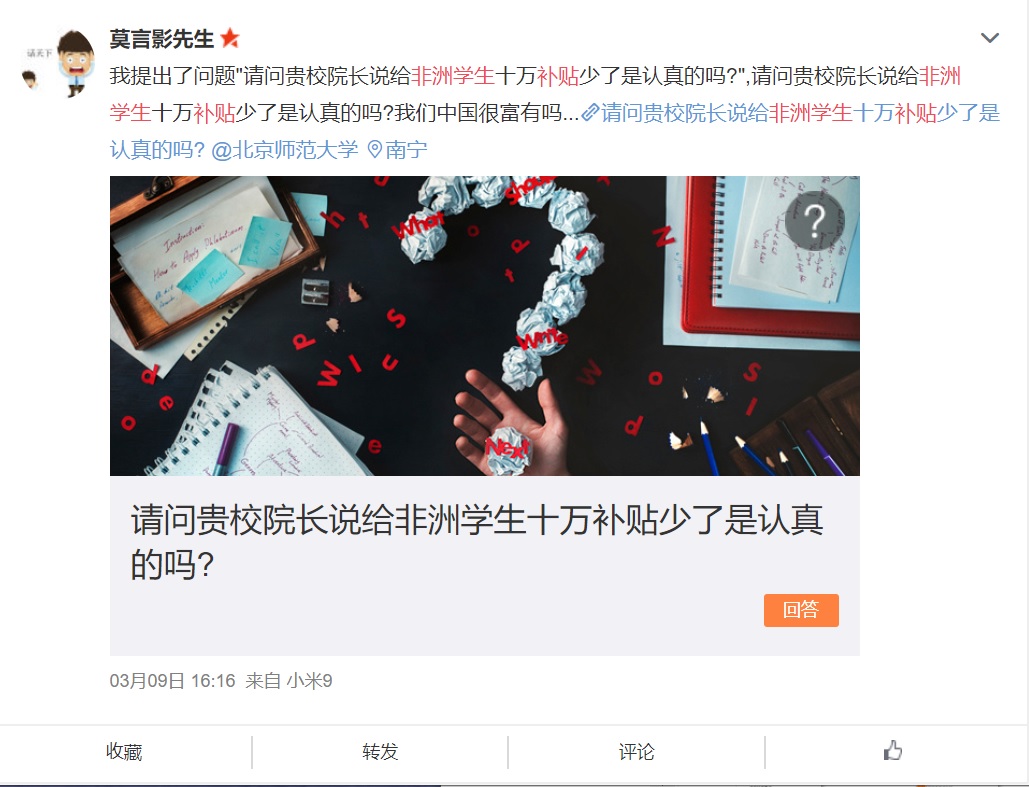 莫言影先生
我提出了问题"请问贵校院长说给非洲学生十万补贴少了是认真的吗?",请问贵校院长说给非洲
学生十万补贴少了是认真的吗?我们中国很富有吗...请问贵校院长说给非洲学生十万补贴少了是
认真的吗? @北京师范大学 南宁
What
should
Write
Next
?
请问贵校院长说给非洲学生十万补贴少了是认真
的吗?
回答
03月09日 16:16 来自 小米9
收藏
转发
评论